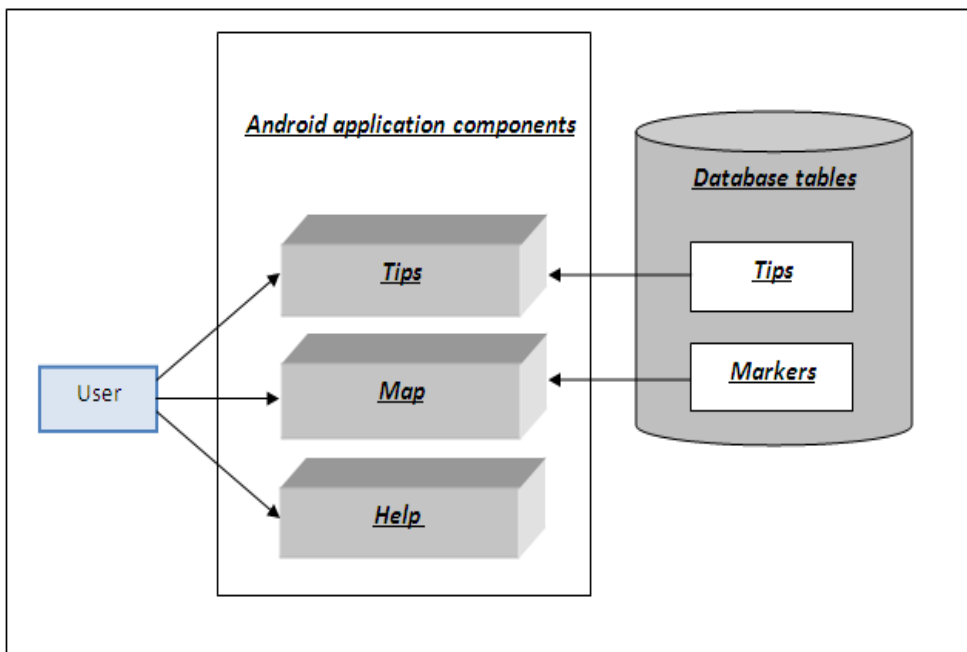 Android application components
Database tables
Tips
Tips
Map
Markers
User
Help